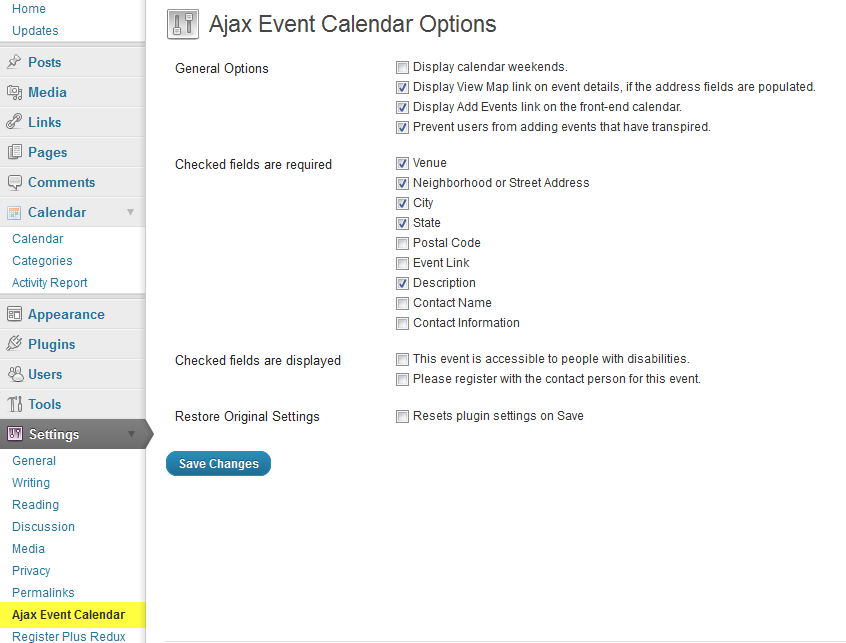 Home
Updates
Posts
Media
Links
Pages
Comments
Calendar
Calendar
Categories
Activity Report
Appearance
Plugins
Users
Tools
Settings
General
Writing
Reading
Discussion
Media
Privacy
Permalinks
Ajax Event Calendar
Register Plus Redux
Ajax Event Calendar Options
General Options
Display calendar weekends.
Display View Map link on event details, if the address fields are populated.
Display Add Events link on the front-end calendar.
Prevent users from adding events that have transpired.
Checked fields are required
Venue
Neighborhood or Street Address
City
State
Postal Code
Event Link
Description
Contact Name
Contact Information
Checked fields are displayed
This event is accessible to people with disabilities.
Please register with the contact person for this event.
Restore Original Settings
Resets plugin settings on Save
Save Changes